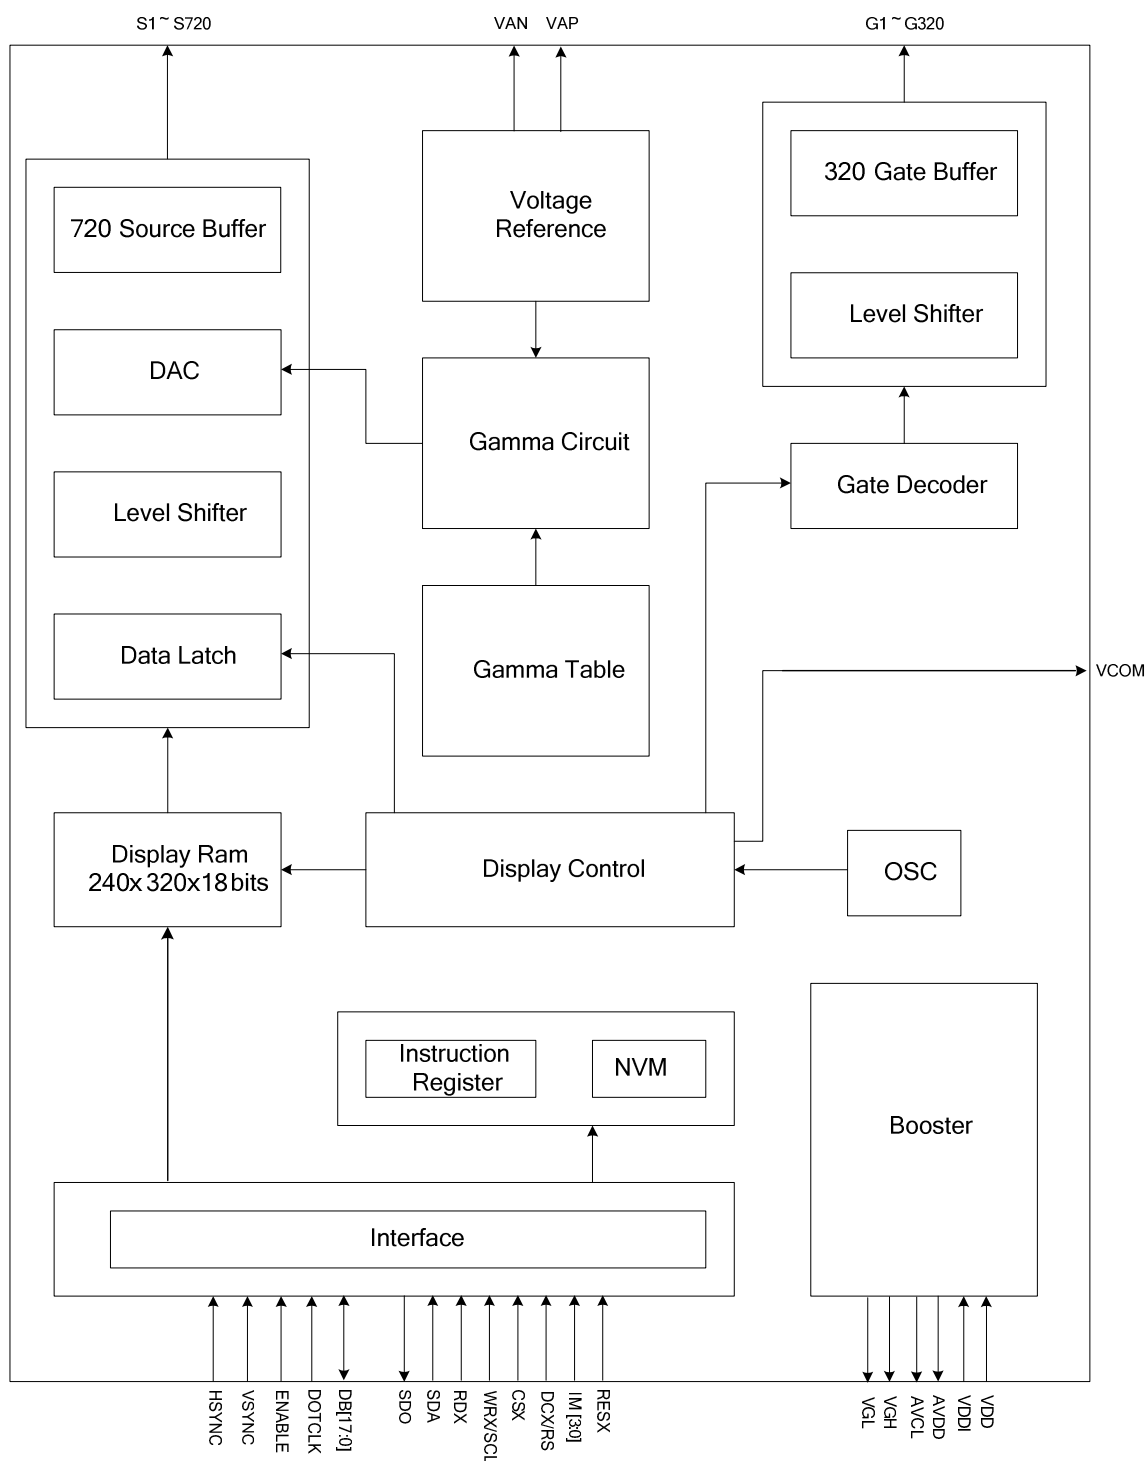 S1~S720
VAN
VAP
G1~G320
720 Source Buffer
Voltage
Reference
320 Gate Buffer
Level Shifter
DAC
Gamma Circuit
Gate Decoder
Level Shifter
Data Latch
Gamma Table
VCOM
Display Ram
240x320x18bits
Display Control
OSC
Instruction
Register
NVM
Booster
Interface
HSYNC
VSYNC
ENABLE
DOTCLK
DB[17:0]
SDO
SDA
RDX
WRX/SCL
CSX
DCX/RS
IM[3:0]
RESX
VGL
VGH
AVCL
AVDD
VDDI
VDD